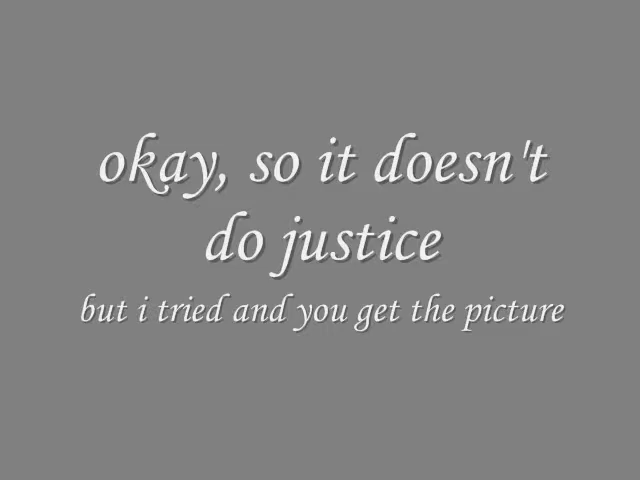 okay, so it doesn't
do justice
but i tried and you get the picture